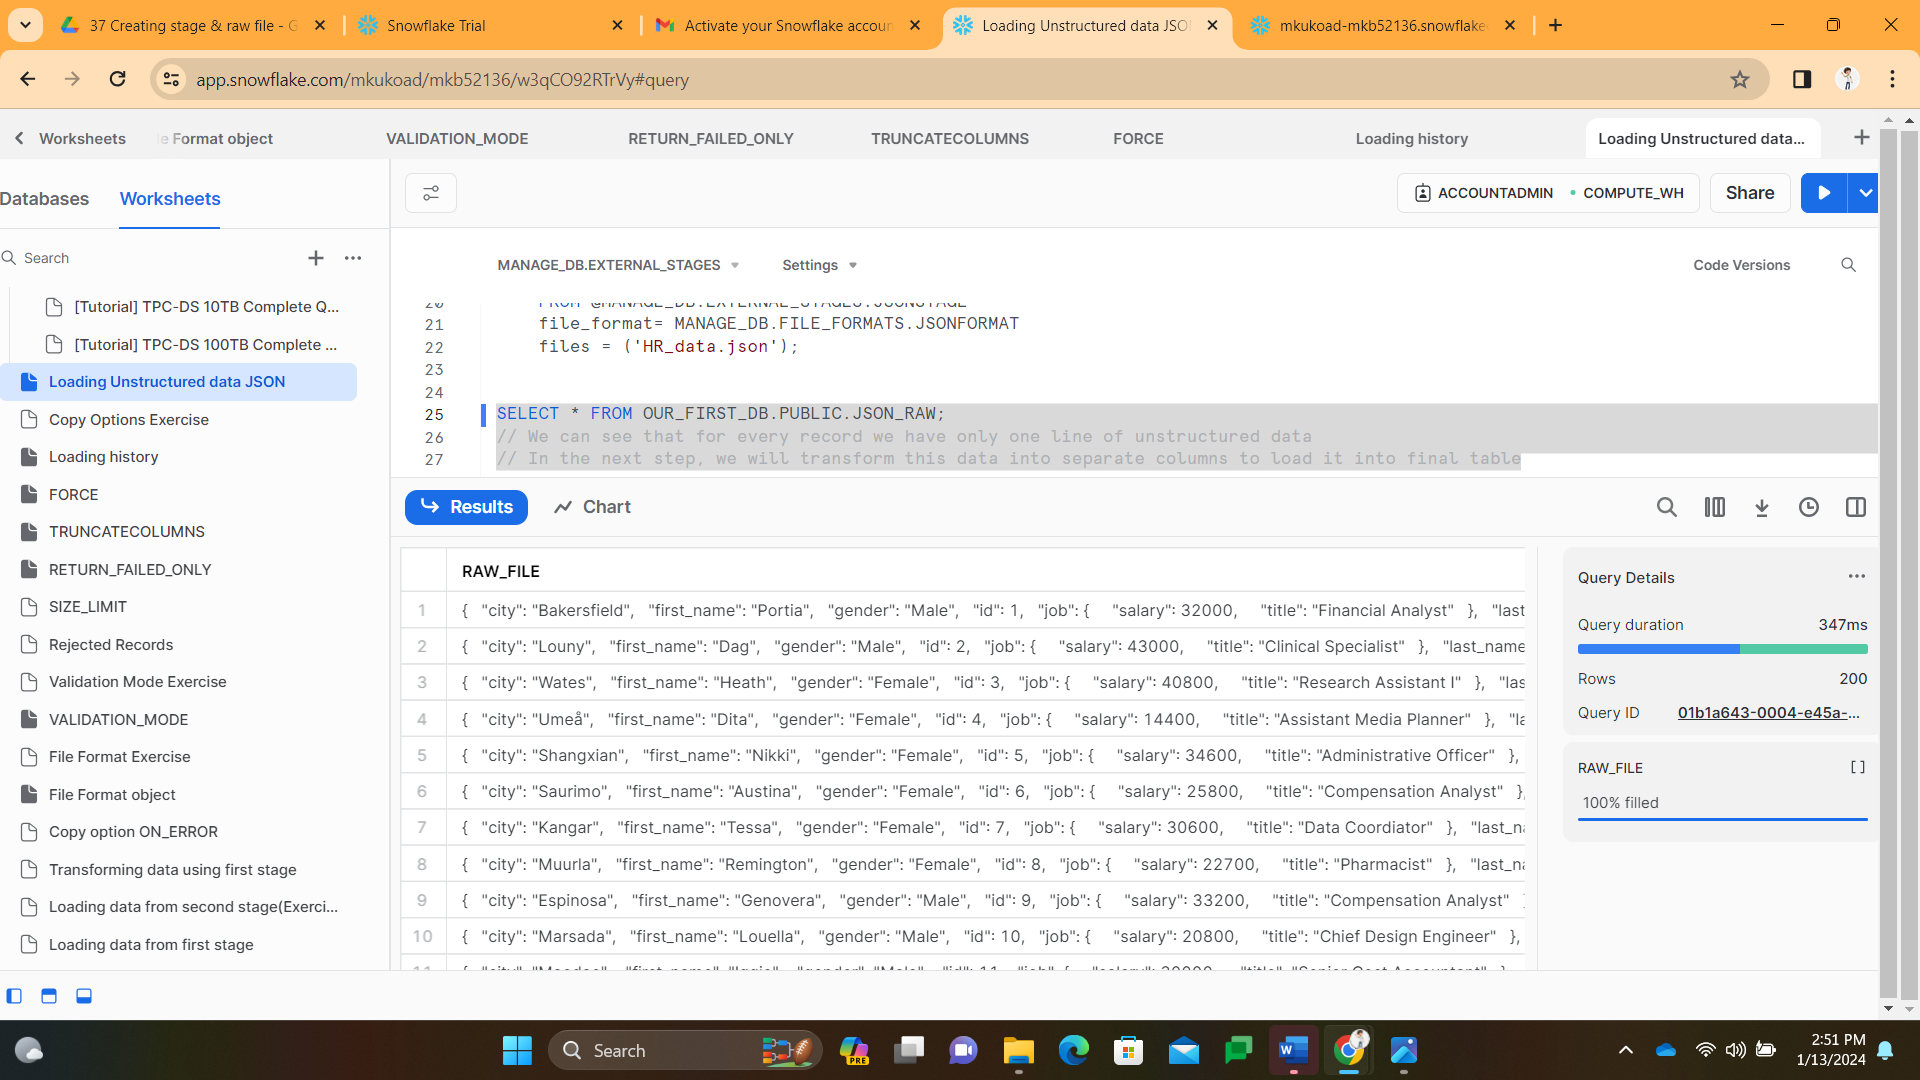 37 Creating stage & raw file - G
Snowflake Trial
Activate your Snowflake accoun
Loading Unstructured data JSO
mkukoad-mkb52136.snowflake
app.snowflake.com/mkukoad/mkb52136/w3qCO92RTrVy#query
Worksheets
e Format object
VALIDATION_MODE
RETURN_FAILED_ONLY
TRUNCATECOLUMNS
FORCE
Loading history
Loading Unstructured data...
Databases
Worksheets
ACCOUNTADMIN
COMPUTE_WH
Share
Search
MANAGE_DB.EXTERNAL_STAGES
Settings
Code Versions
[Tutorial] TPC-DS 10TB Complete Q...
[Tutorial] TPC-DS 100TB Complete ...
Loading Unstructured data JSON
Copy Options Exercise
Loading history
FORCE
TRUNCATECOLUMNS
RETURN_FAILED_ONLY
SIZE_LIMIT
Rejected Records
Validation Mode Exercise
VALIDATION_MODE
File Format Exercise
File Format object
Copy option ON_ERROR
Transforming data using first stage
Loading data from second stage(Exerci...
Loading data from first stage
20 FROM @MANAGE_DB.EXTERNAL_STAGES.JSONSTAGE
21 file_format= MANAGE_DB.FILE_FORMATS.JSONFORMAT
22 files = ('HR_data.json');
23
24
25 SELECT * FROM OUR_FIRST_DB.PUBLIC.JSON_RAW;
26 // We can see that for every record we have only one line of unstructured data
27 // In the next step, we will transform this data into separate columns to load it into final table
Results
Chart
RAW_FILE
1 { "city": "Bakersfield", "first_name": "Portia", "gender": "Male", "id": 1, "job": { "salary": 32000, "title": "Financial Analyst" }, "last
2 { "city": "Louny", "first_name": "Dag", "gender": "Male", "id": 2, "job": { "salary": 43000, "title": "Clinical Specialist" }, "last_name
3 { "city": "Wates", "first_name": "Heath", "gender": "Female", "id": 3, "job": { "salary": 40800, "title": "Research Assistant I" }, "las
4 { "city": "Umeå", "first_name": "Dita", "gender": "Female", "id": 4, "job": { "salary": 14400, "title": "Assistant Media Planner" }, "la
5 { "city": "Shangxian", "first_name": "Nikki", "gender": "Female", "id": 5, "job": { "salary": 34600, "title": "Administrative Officer" },
6 { "city": "Saurimo", "first_name": "Austina", "gender": "Female", "id": 6, "job": { "salary": 25800, "title": "Compensation Analyst" },
7 { "city": "Kangar", "first_name": "Tessa", "gender": "Female", "id": 7, "job": { "salary": 30600, "title": "Data Coordiator" }, "last_na
8 { "city": "Muurla", "first_name": "Remington", "gender": "Female", "id": 8, "job": { "salary": 22700, "title": "Pharmacist" }, "last_na
9 { "city": "Espinosa", "first_name": "Genovera", "gender": "Male", "id": 9, "job": { "salary": 33200, "title": "Compensation Analyst" }
10 { "city": "Marsada", "first_name": "Louella", "gender": "Male", "id": 10, "job": { "salary": 20800, "title": "Chief Design Engineer" },
Query Details
Query duration 347ms
Rows 200
Query ID 01b1a643-0004-e45a-...
RAW_FILE
100% filled
Search
PRE
2:51 PM
1/13/2024